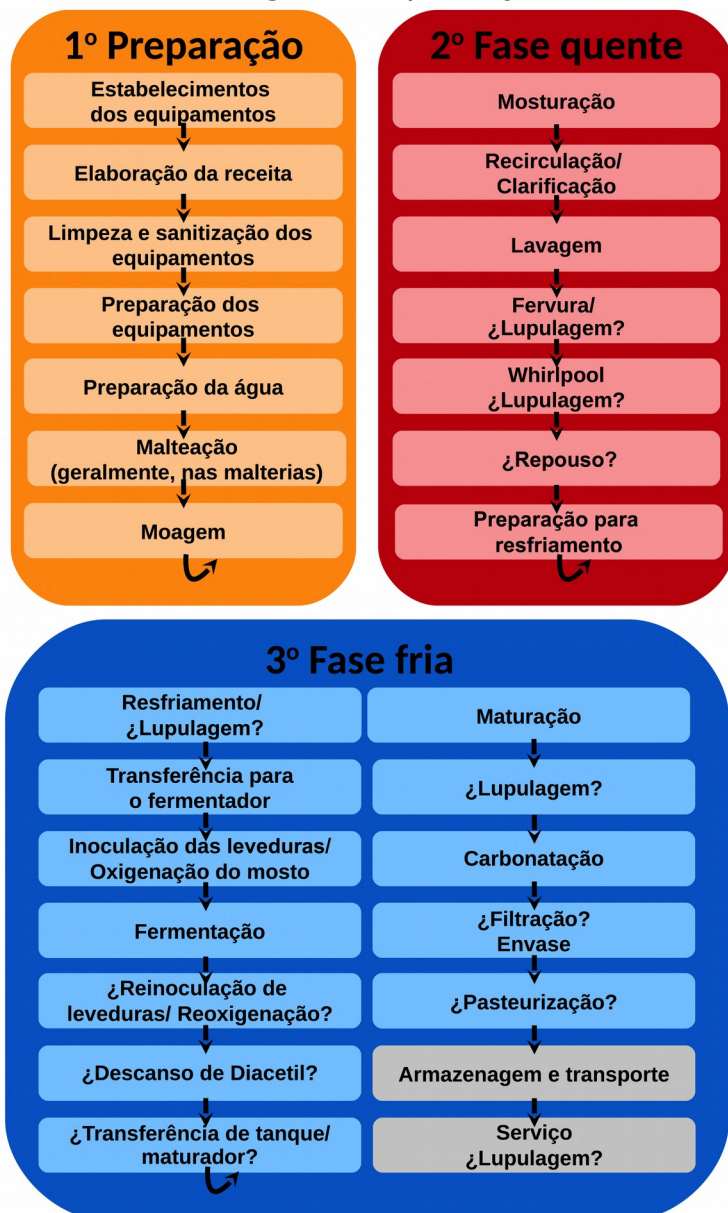 1º Preparação
Estabelecimentos
dos equipamentos
Elaboração da receita
Limpeza e sanitização dos
equipamentos
Preparação dos
equipamentos
Preparação da água
Malteação
(geralmente, nas malterias)
Moagem
2º Fase quente
Mosturação
Recirculação/
Clarificação
Lavagem
Fervura/
¿Lupulagem?
Whirlpool
¿Lupulagem?
¿Repouso?
Preparação para
resfriamento
3º Fase fria
Resfriamento/
¿Lupulagem?
Transferência para
o fermentador
Inoculação das leveduras/
Oxigenação do mosto
Fermentação
¿Reinoculação de
leveduras/ Reoxigenação?
¿Descanso de Diacetil?
¿Transferência de tanque/
maturador?
Maturação
¿Lupulagem?
Carbonatação
¿Filtração?
Envase
¿Pasteurização?
Armazenagem e transporte
Serviço
¿Lupulagem?